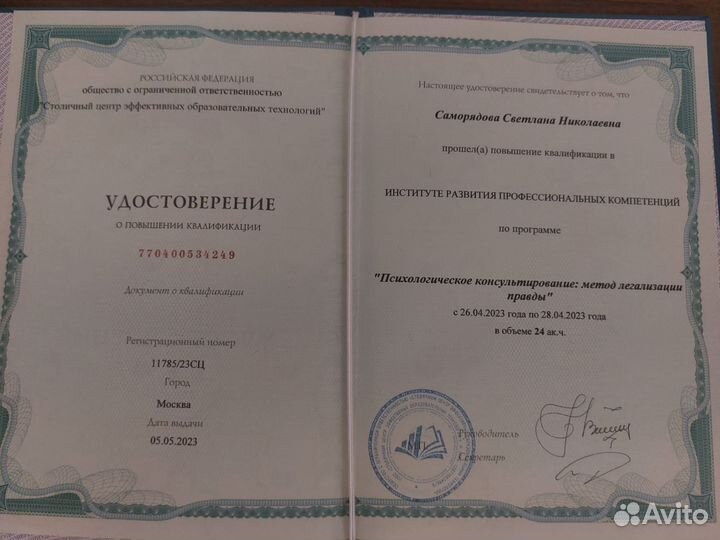 РОССИЙСКАЯ ФЕДЕРАЦИЯ
общество с ограниченной ответственностью
"Столичный центр эффективных образовательных технологий"
УДОСТОВЕРЕНИЕ
О ПОВЫШЕНИИ КВАЛИФИКАЦИИ
770400534249
Документ о квалификации
Регистрационный номер
11785/23СЦ
Город
Москва
Дата выдачи
05.05.2023
Настоящее удостоверение свидетельствует о том, что
Саморядова Светлана Николаевна
прошел(а) повышение квалификации в
ИНСТИТУТЕ РАЗВИТИЯ ПРОФЕССИОНАЛЬНЫХ КОМПЕТЕНЦИЙ
по программе
"Психологическое консультирование: метод легализации
правды"
с 26.04.2023 года по 28.04.2023 года
в объеме 24 ак.ч.
Руководитель
Секретарь
Avito